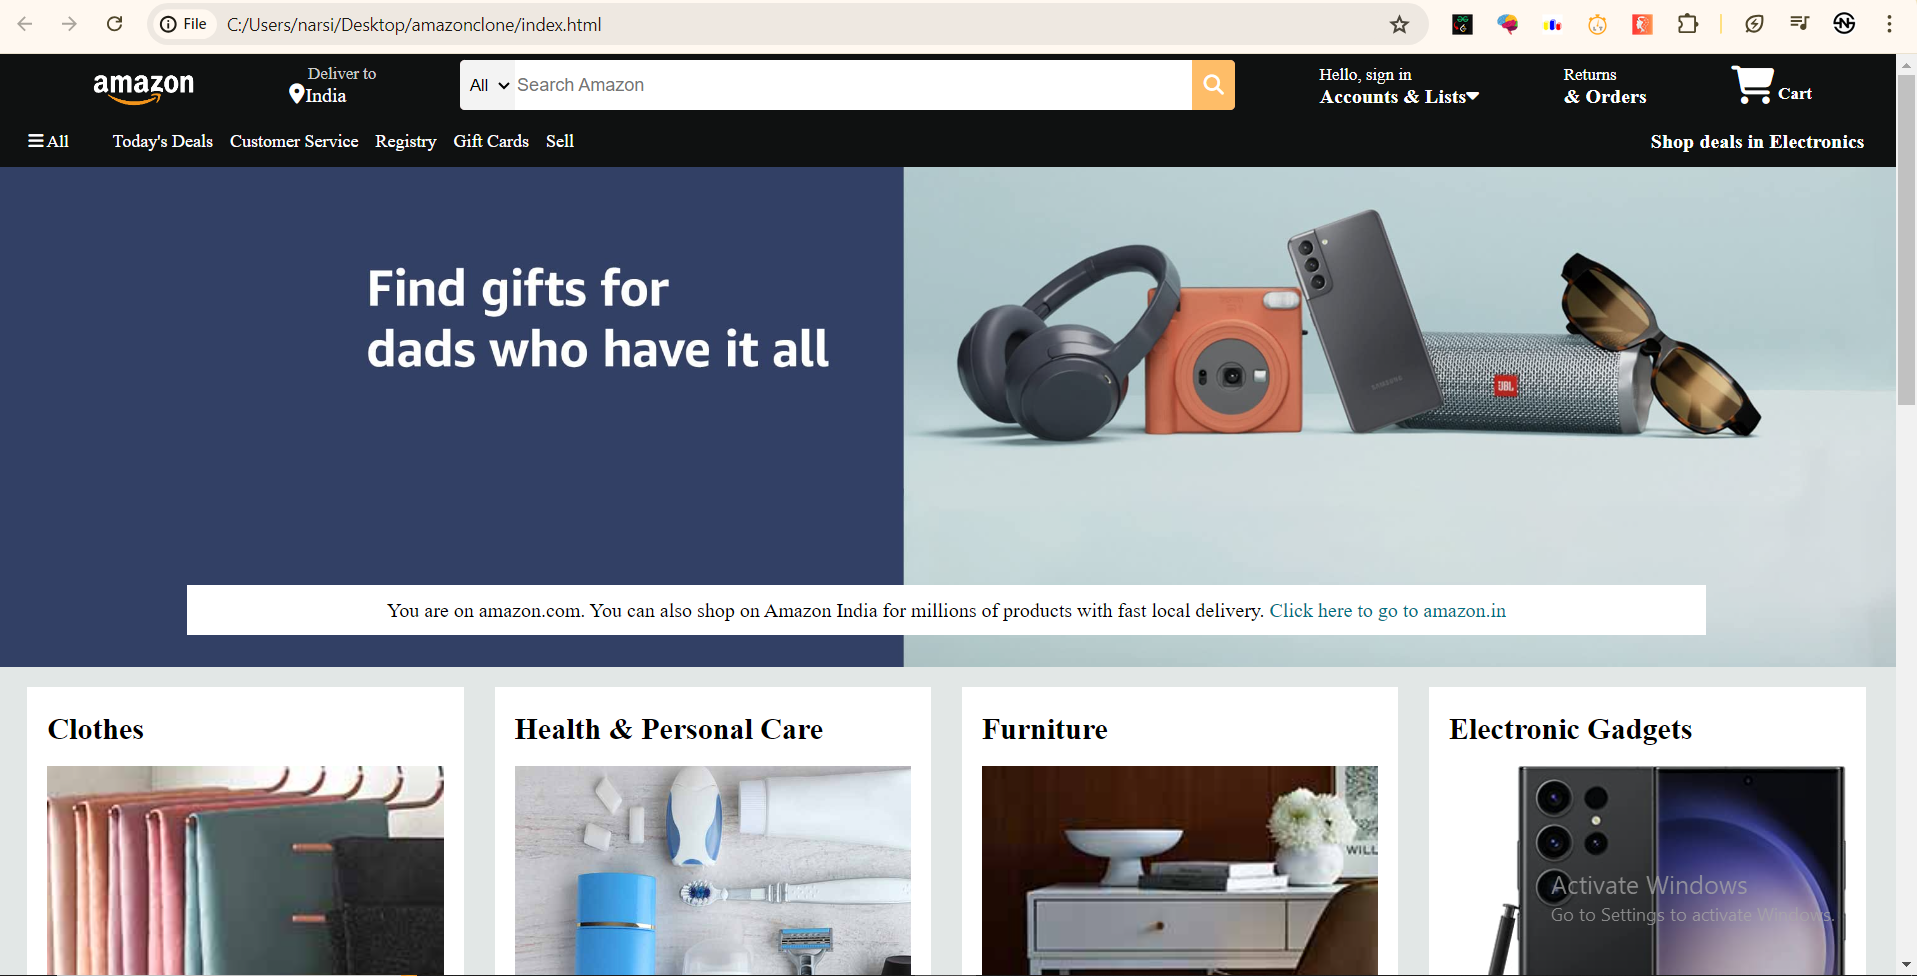 File C:/Users/narsi/Desktop/amazonclone/index.html
amazon
Deliver to
India
All Search Amazon
Hello, sign in
Accounts & Lists
Returns
& Orders
Cart
All Today's Deals Customer Service Registry Gift Cards Sell
Shop deals in Electronics
Find gifts for
dads who have it all
SAMSUNG
JBL
You are on amazon.com. You can also shop on Amazon India for millions of products with fast local delivery. Click here to go to amazon.in
Clothes Health & Personal Care Furniture Electronic Gadgets
WILL
Activate Windows
Go to Settings to activate Windows.